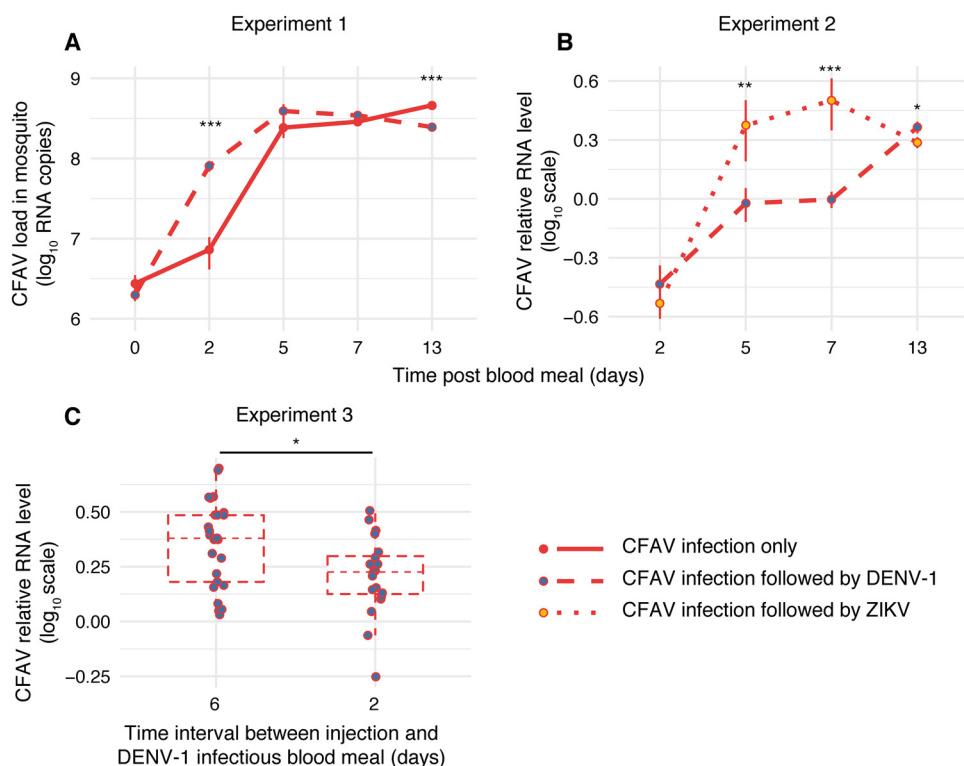 Experiment 1
Experiment 2
A
B
CFAV load in mosquito
(log10 RNA copies)
9
8
7
6
***
***
0 2 5 7 13
CFAV relative RNA level
(log10 scale)
0.6
0.3
0.0
−0.3
−0.6
**
***
*
2 5 7 13
Time post blood meal (days)
C
Experiment 3
*
CFAV relative RNA level
(log10 scale)
0.50
0.25
0.00
−0.25
6 2
Time interval between injection and
DENV-1 infectious blood meal (days)
CFAV infection only
CFAV infection followed by DENV-1
CFAV infection followed by ZIKV